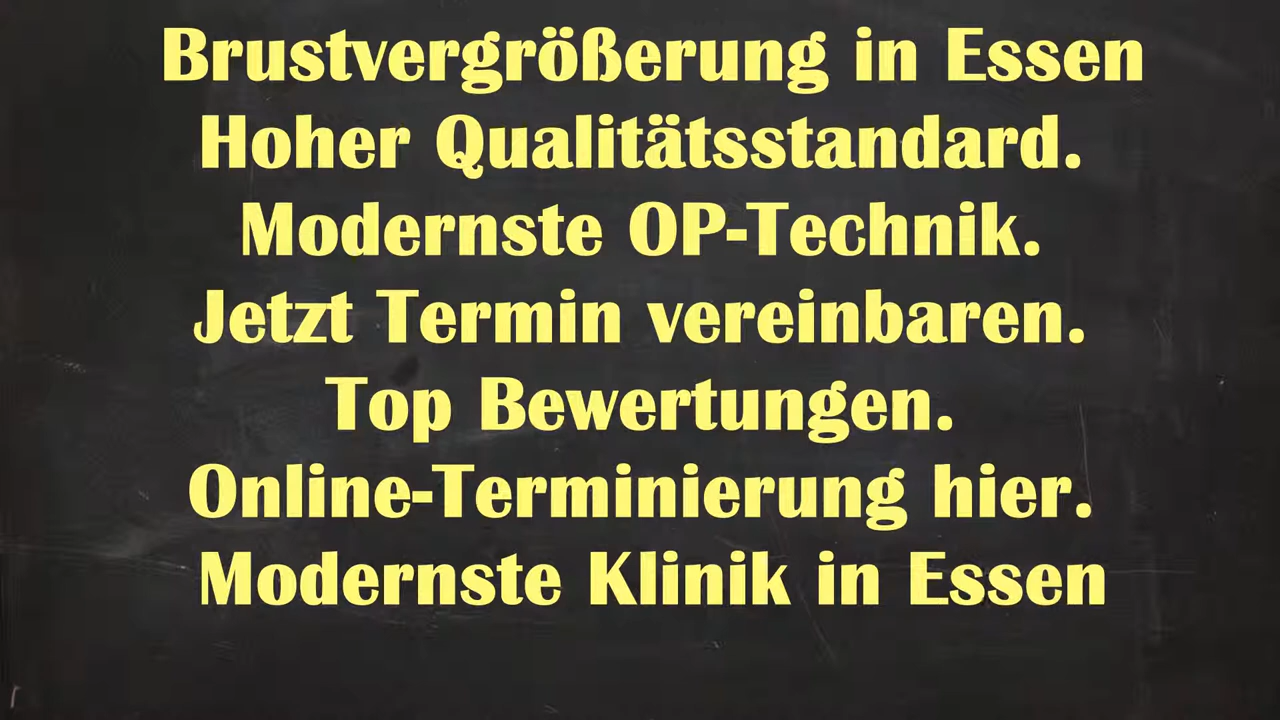 Brustvergrößerung in Essen
Hoher Qualitätsstandard.
Modernste OP-Technik.
Jetzt Termin vereinbaren.
Top Bewertungen.
Online-Terminierung hier.
Modernste Klinik in Essen